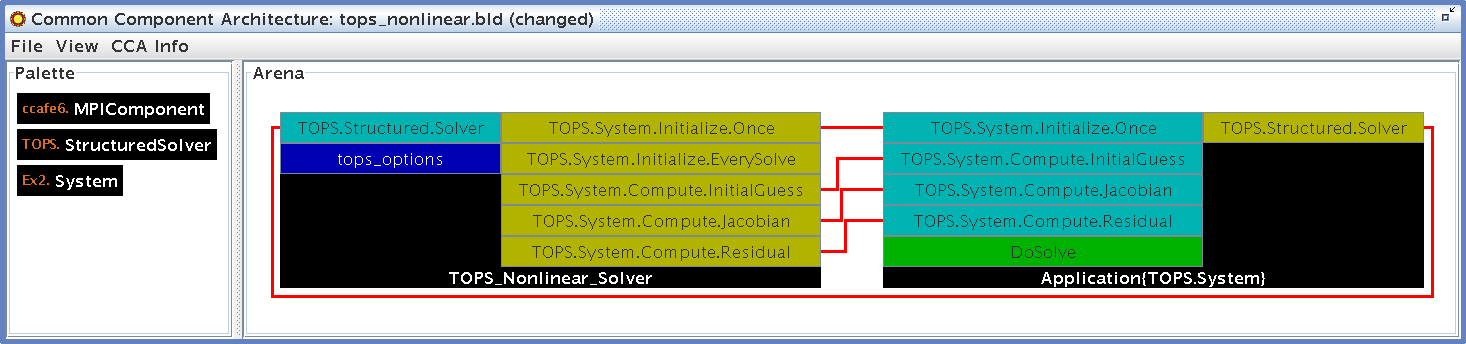 Common Component Architecture: tops_nonlinear.bld (changed)
File View CCA Info
Palette
ccafe6. MPIComponent
TOPS. StructuredSolver
Ex2. System
Arena
TOPS.Structured.Solver TOPS.System.Initialize.Once
tops_options TOPS.System.Initialize.EverySolve
TOPS.System.Compute.InitialGuess
TOPS.System.Compute.Jacobian
TOPS.System.Compute.Residual
TOPS_Nonlinear_Solver
TOPS.System.Initialize.Once TOPS.Structured.Solver
TOPS.System.Compute.InitialGuess
TOPS.System.Compute.Jacobian
TOPS.System.Compute.Residual
DoSolve
Application{TOPS.System}